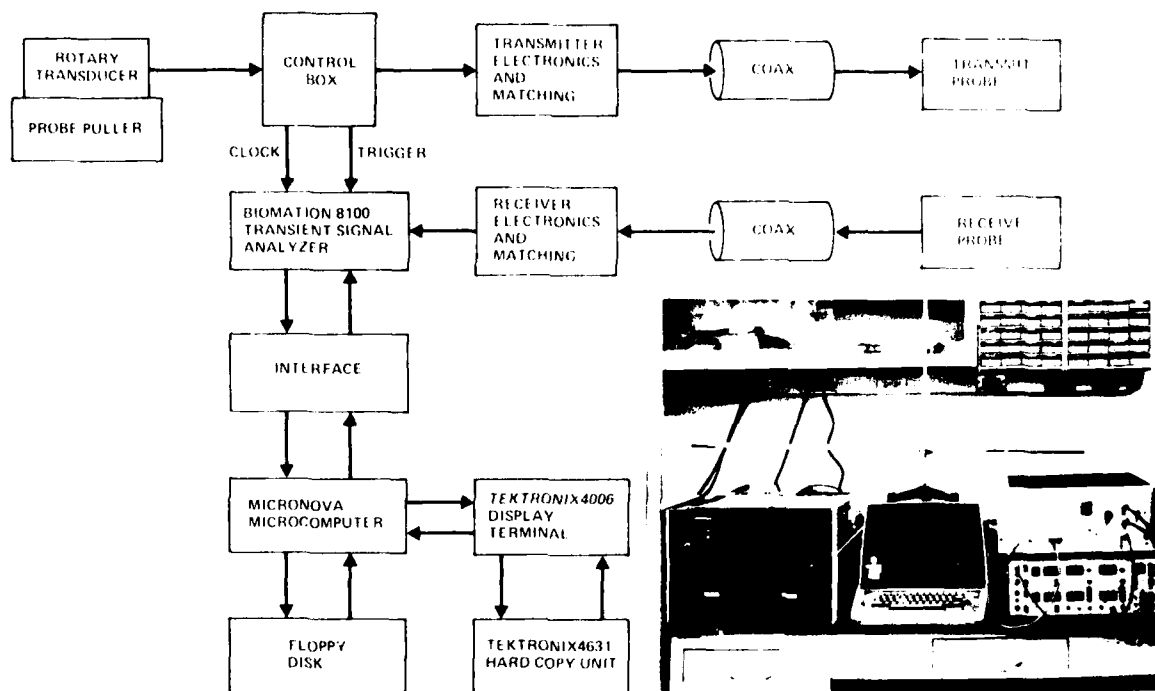 ROTARY
TRANSDUCER
PROBE PULLER
CONTROL
BOX
TRANSMITTER
ELECTRONICS
AND
MATCHING
COAX
TRANSMIT
PROBE
CLOCK
TRIGGER
BIOMATION 8100
TRANSIENT SIGNAL
ANALYZER
RECEIVER
ELECTRONICS
AND
MATCHING
COAX
RECEIVE
PROBE
INTERFACE
MICRONOVA
MICROCOMPUTER
TEKTRONIX4006
DISPLAY
TERMINAL
FLOPPY
DISK
TEKTRONIX4631
HARD COPY UNIT